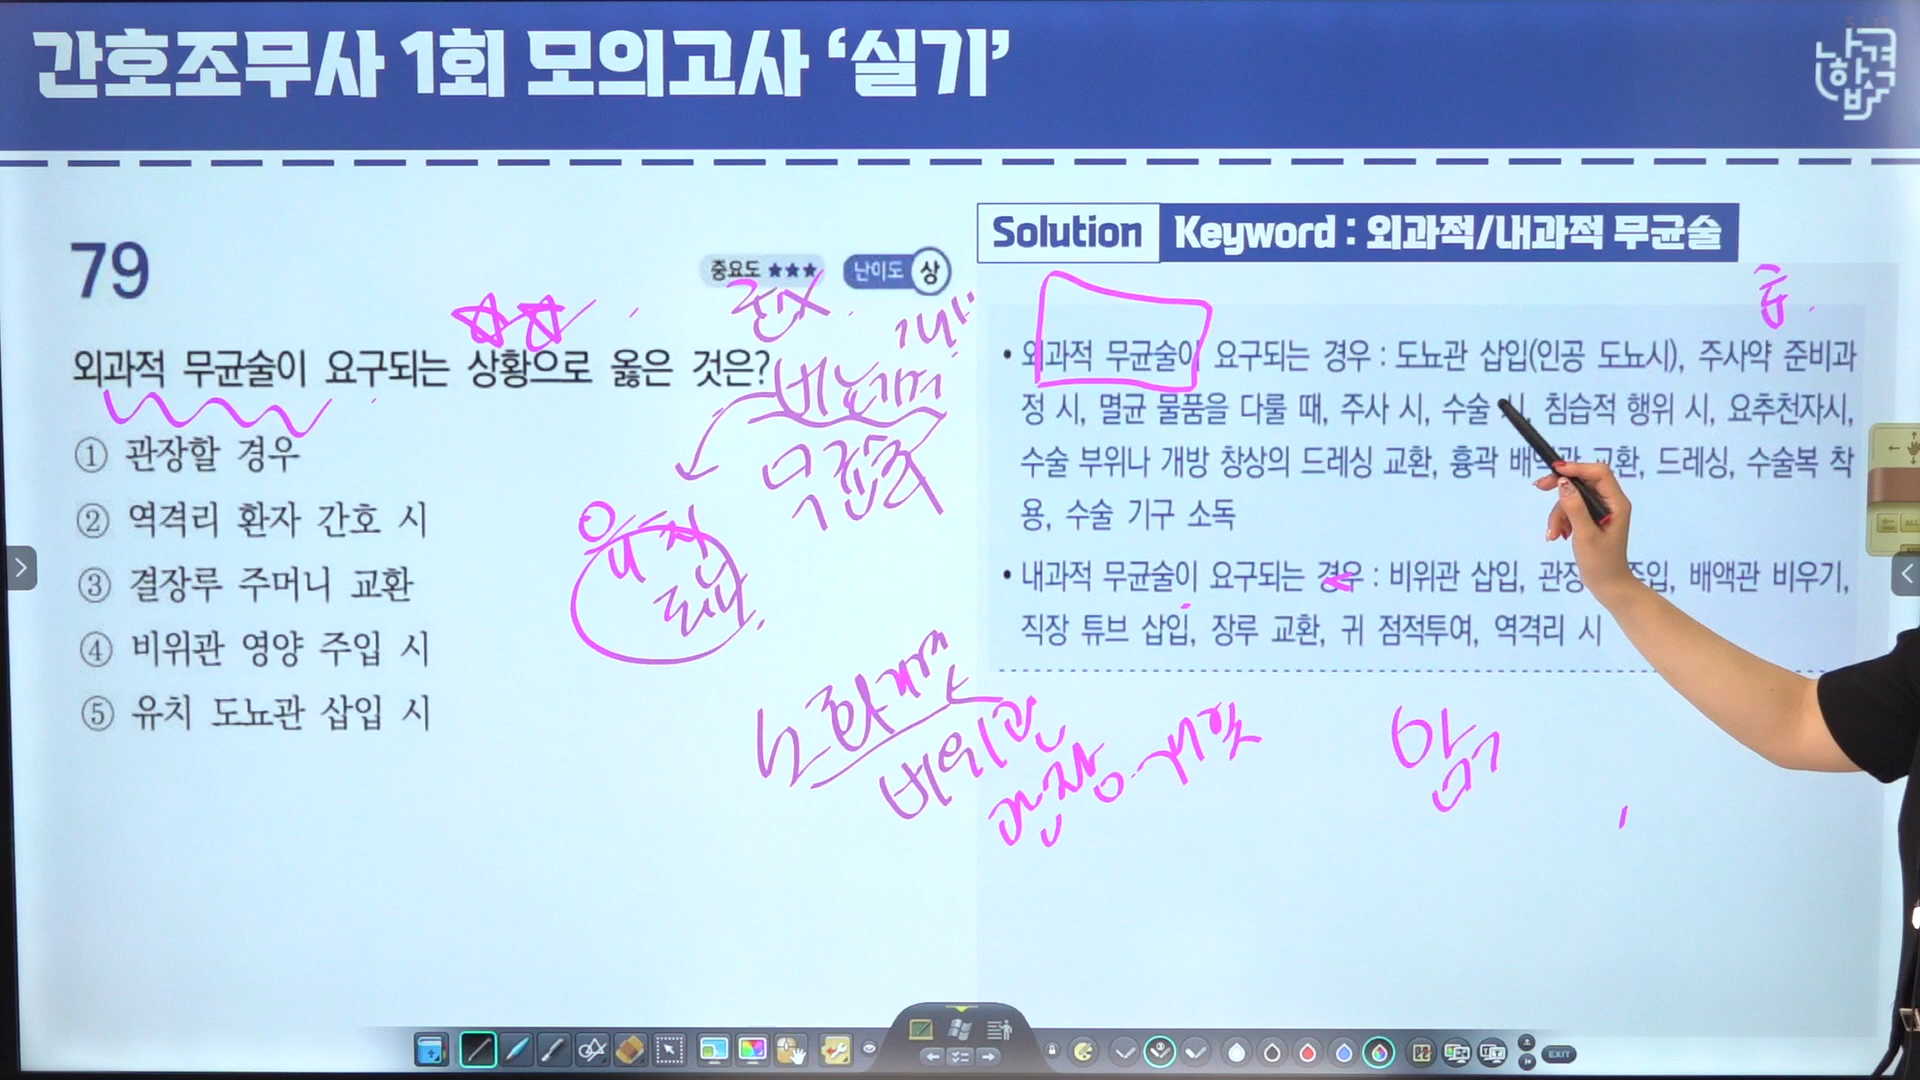 간호조무사 1회 모의고사 ‘실기’
나합격
79
중요도 ★★★ 난이도 상
외과적 무균술이 요구되는 상황으로 옳은 것은?
① 관장할 경우
② 역격리 환자 간호 시
③ 결장루 주머니 교환
④ 비위관 영양 주입 시
⑤ 유치 도뇨관 삽입 시
비뇨기계
무균술
유치
도뇨
소화기계
비위관
관장
암기
Solution Keyword : 외과적/내과적 무균술
• 외과적 무균술이 요구되는 경우 : 도뇨관 삽입(인공 도뇨시), 주사약 준비과
정 시, 멸균 물품을 다룰 때, 주사 시, 수술 시, 침습적 행위 시, 요추천자시,
수술 부위나 개방 창상의 드레싱 교환, 흉곽 배액관 교환, 드레싱, 수술복 착
용, 수술 기구 소독
• 내과적 무균술이 요구되는 경우 : 비위관 삽입, 관장 주입, 배액관 비우기,
직장 튜브 삽입, 장루 교환, 귀 점적투여, 역격리 시
EXIT